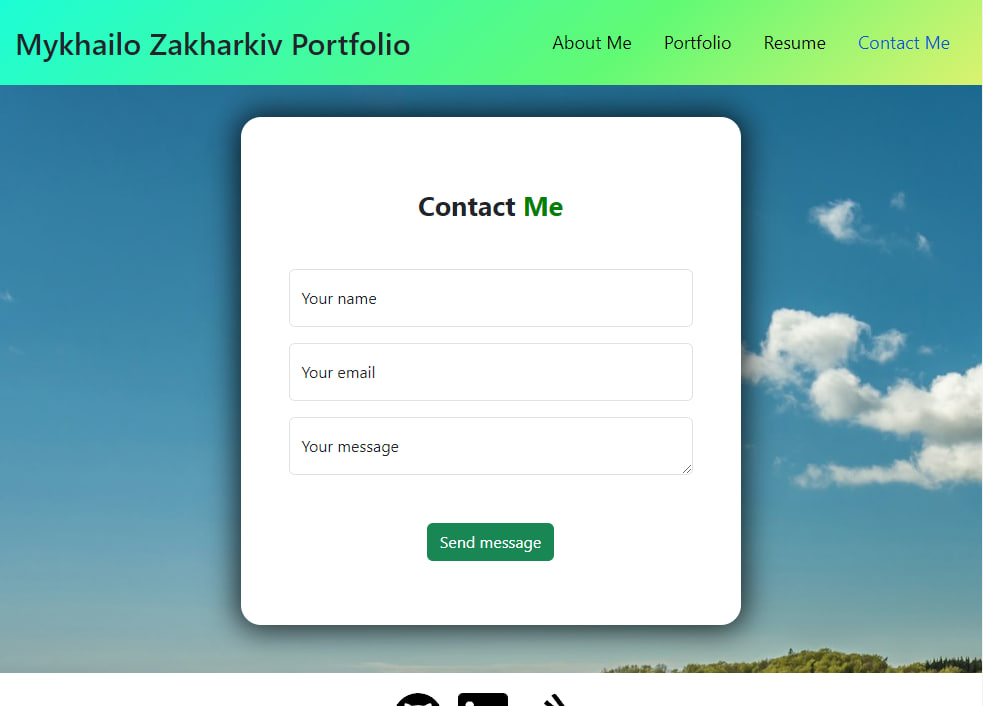 Mykhailo Zakharkiv Portfolio
About Me Portfolio Resume Contact Me
Contact Me
Your name
Your email
Your message
Send message